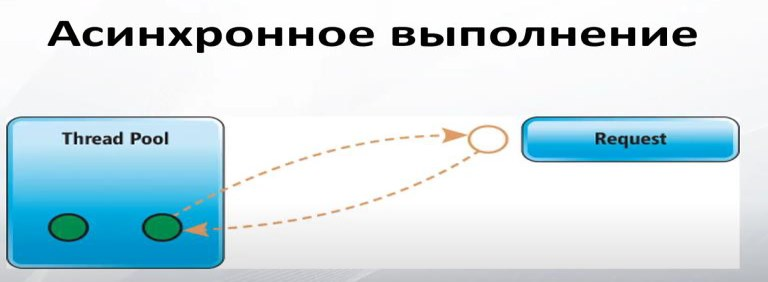 Асинхронное выполнение
Thread Pool
Request